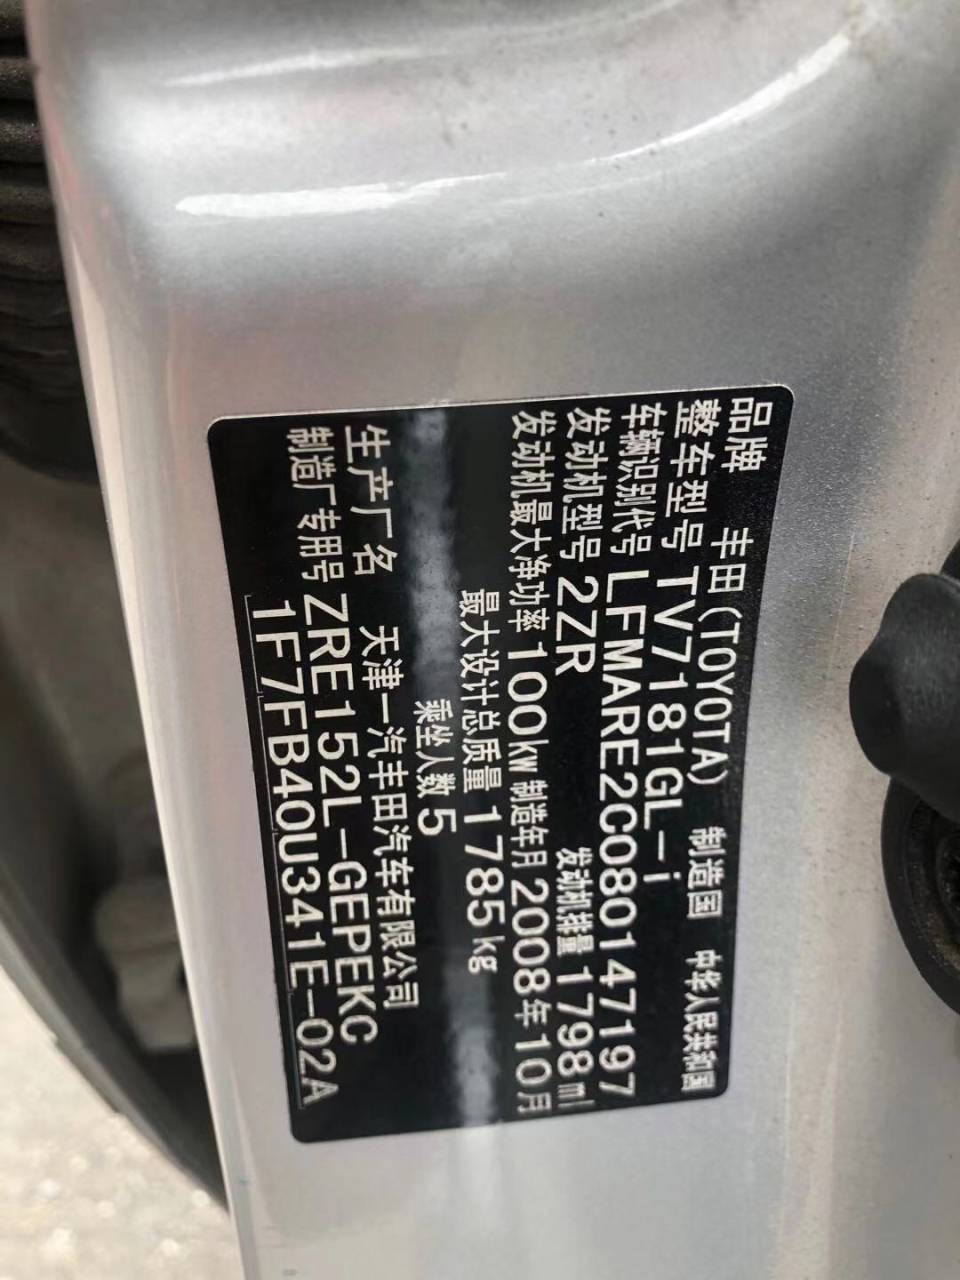 品牌 丰田(TOYOTA) 制造国 中华人民共和国
整车型号 TV7181GL-i
车辆识别代号 LFMARE2C080147197
发动机型号 2ZR 发动机排量 1798ml
发动机最大净功率 100kW 制造年月 2008年10月
最大设计总质量 1785kg
乘坐人数 5
生产厂名 天津一汽丰田汽车有限公司
制造厂专用号 ZRE152L-GEPEKC
1F7FB40U341E-02A